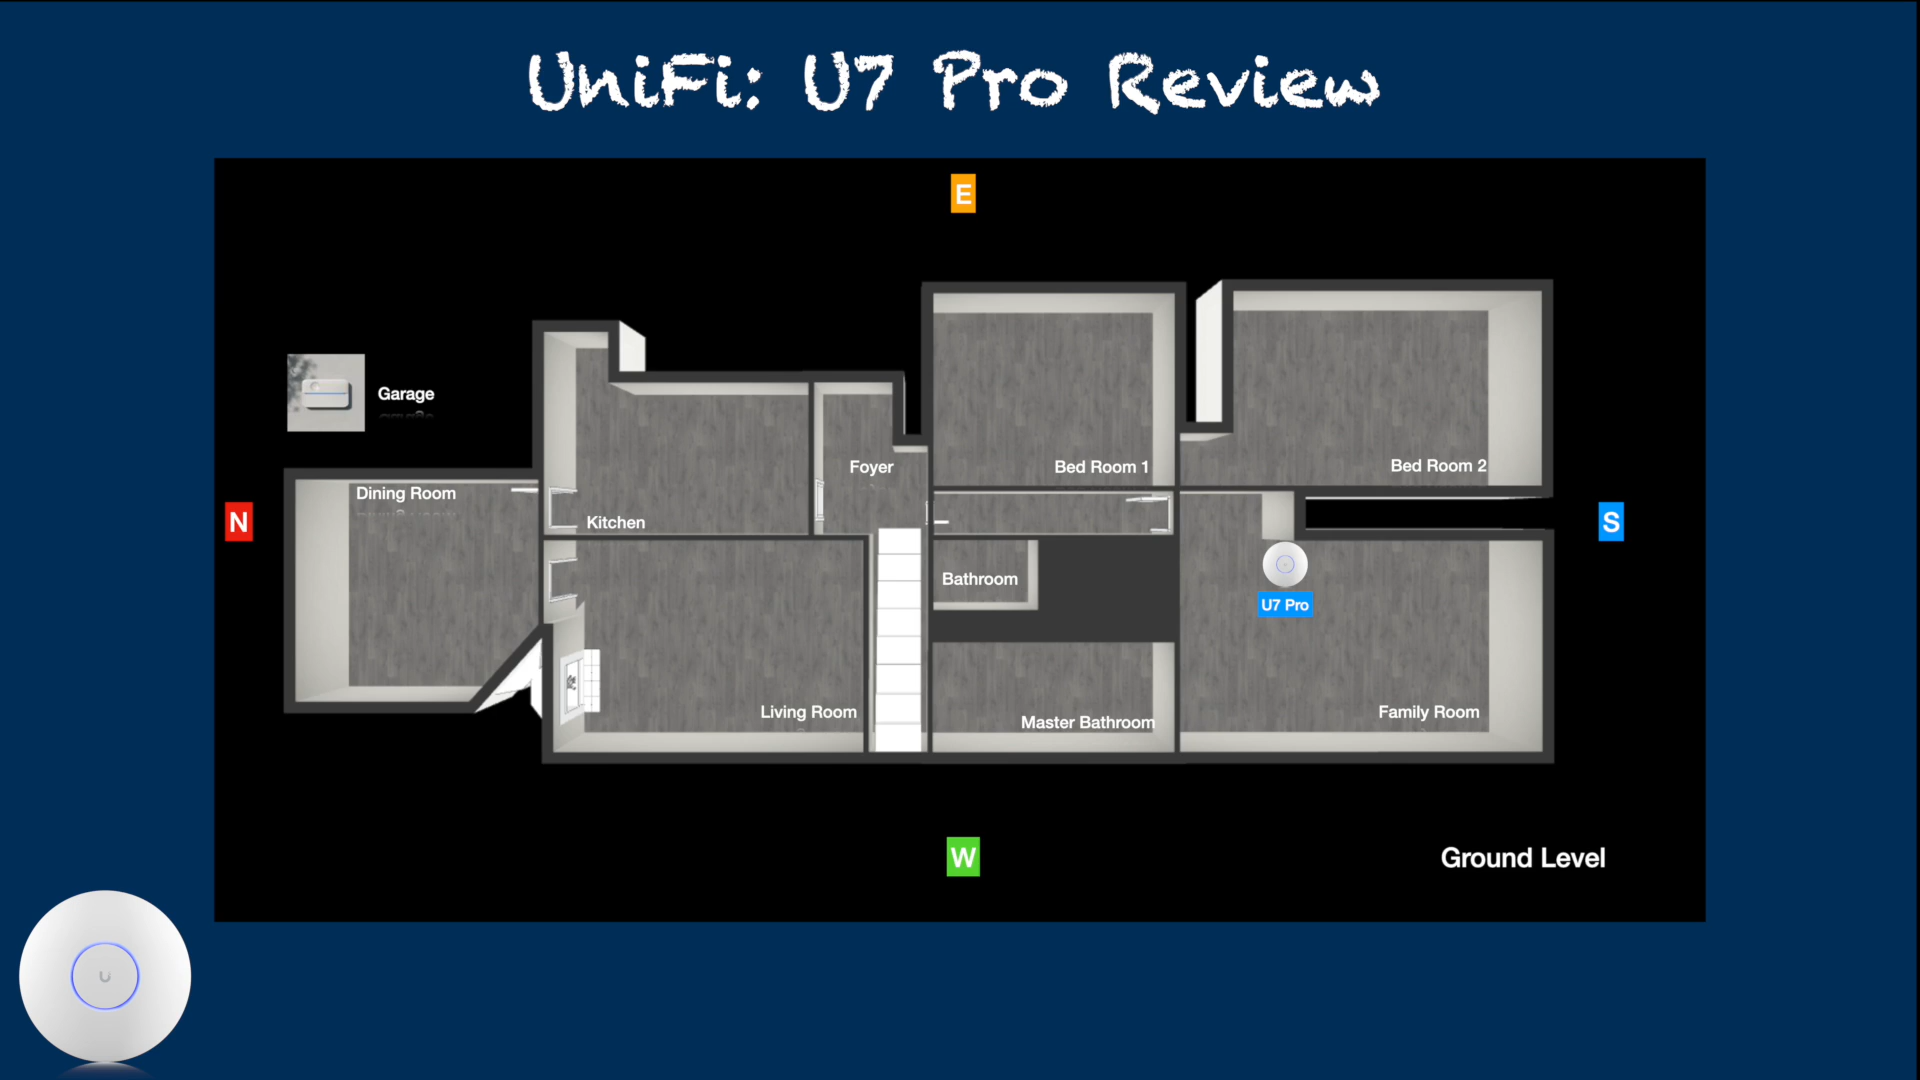 UniFi: U7 Pro Review
E
Garage
Foyer
Bed Room 1
Bed Room 2
Dining Room
N
Kitchen
S
Bathroom
U7 Pro
Living Room
Master Bathroom
Family Room
W
Ground Level
U